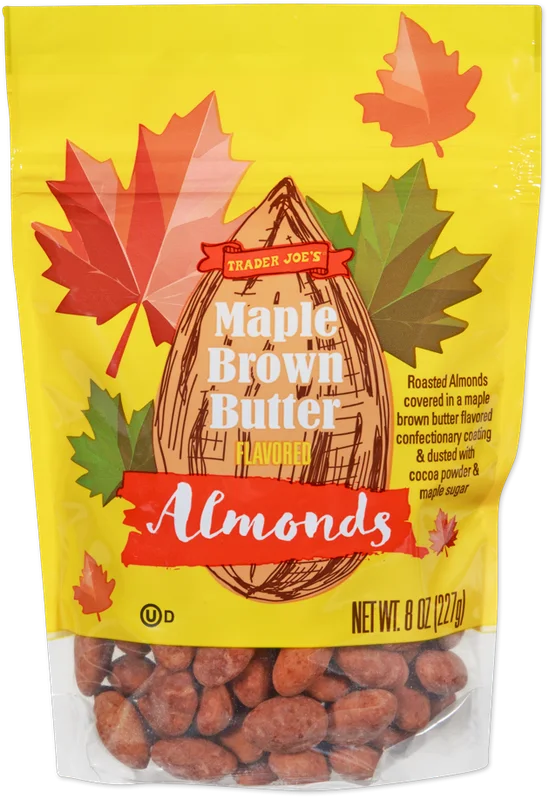 TRADER JOE'S
Maple
Brown
Butter
FLAVORED
Almonds
Roasted Almonds
covered in a maple
brown butter flavored
confectionary coating
& dusted with
cocoa powder &
maple sugar
U D
NET WT. 8 OZ (227g)